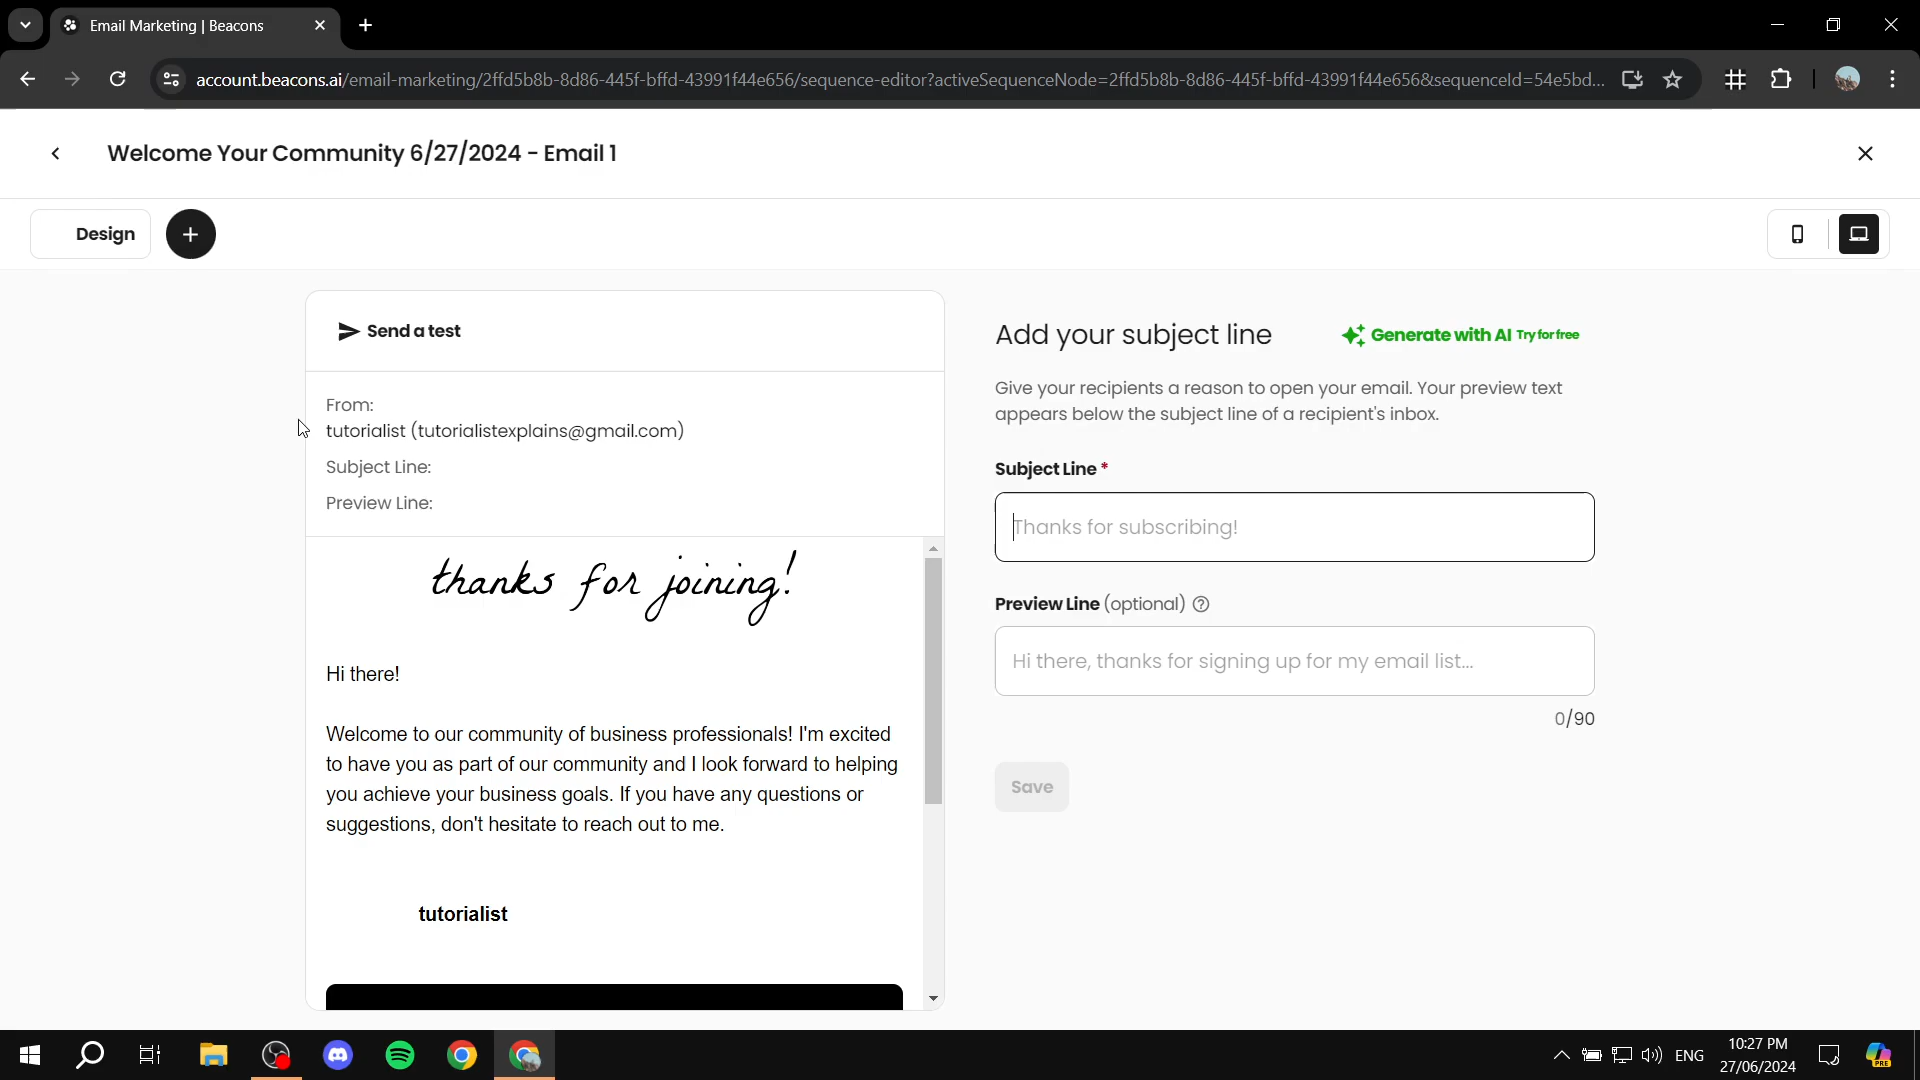 Email Marketing | Beacons
account.beacons.ai/email-marketing/2ffd5b8b-8d86-445f-bffd-43991f44e656/sequence-editor?activeSequenceNode=2ffd5b8b-8d86-445f-bffd-43991f44e656&sequenceId=54e5bd...
Welcome Your Community 6/27/2024 - Email 1
Design
Send a test
From:
tutorialist (tutorialistexplains@gmail.com)
Subject Line:
Preview Line:
thanks for joining!
Hi there!
Welcome to our community of business professionals! I'm excited
to have you as part of our community and I look forward to helping
you achieve your business goals. If you have any questions or
suggestions, don't hesitate to reach out to me.
tutorialist
Add your subject line
Generate with AI Try for free
Give your recipients a reason to open your email. Your preview text
appears below the subject line of a recipient's inbox.
Subject Line *
Thanks for subscribing!
Preview Line (optional)
Hi there, thanks for signing up for my email list...
0/90
Save
ENG
10:27 PM
27/06/2024
PRE